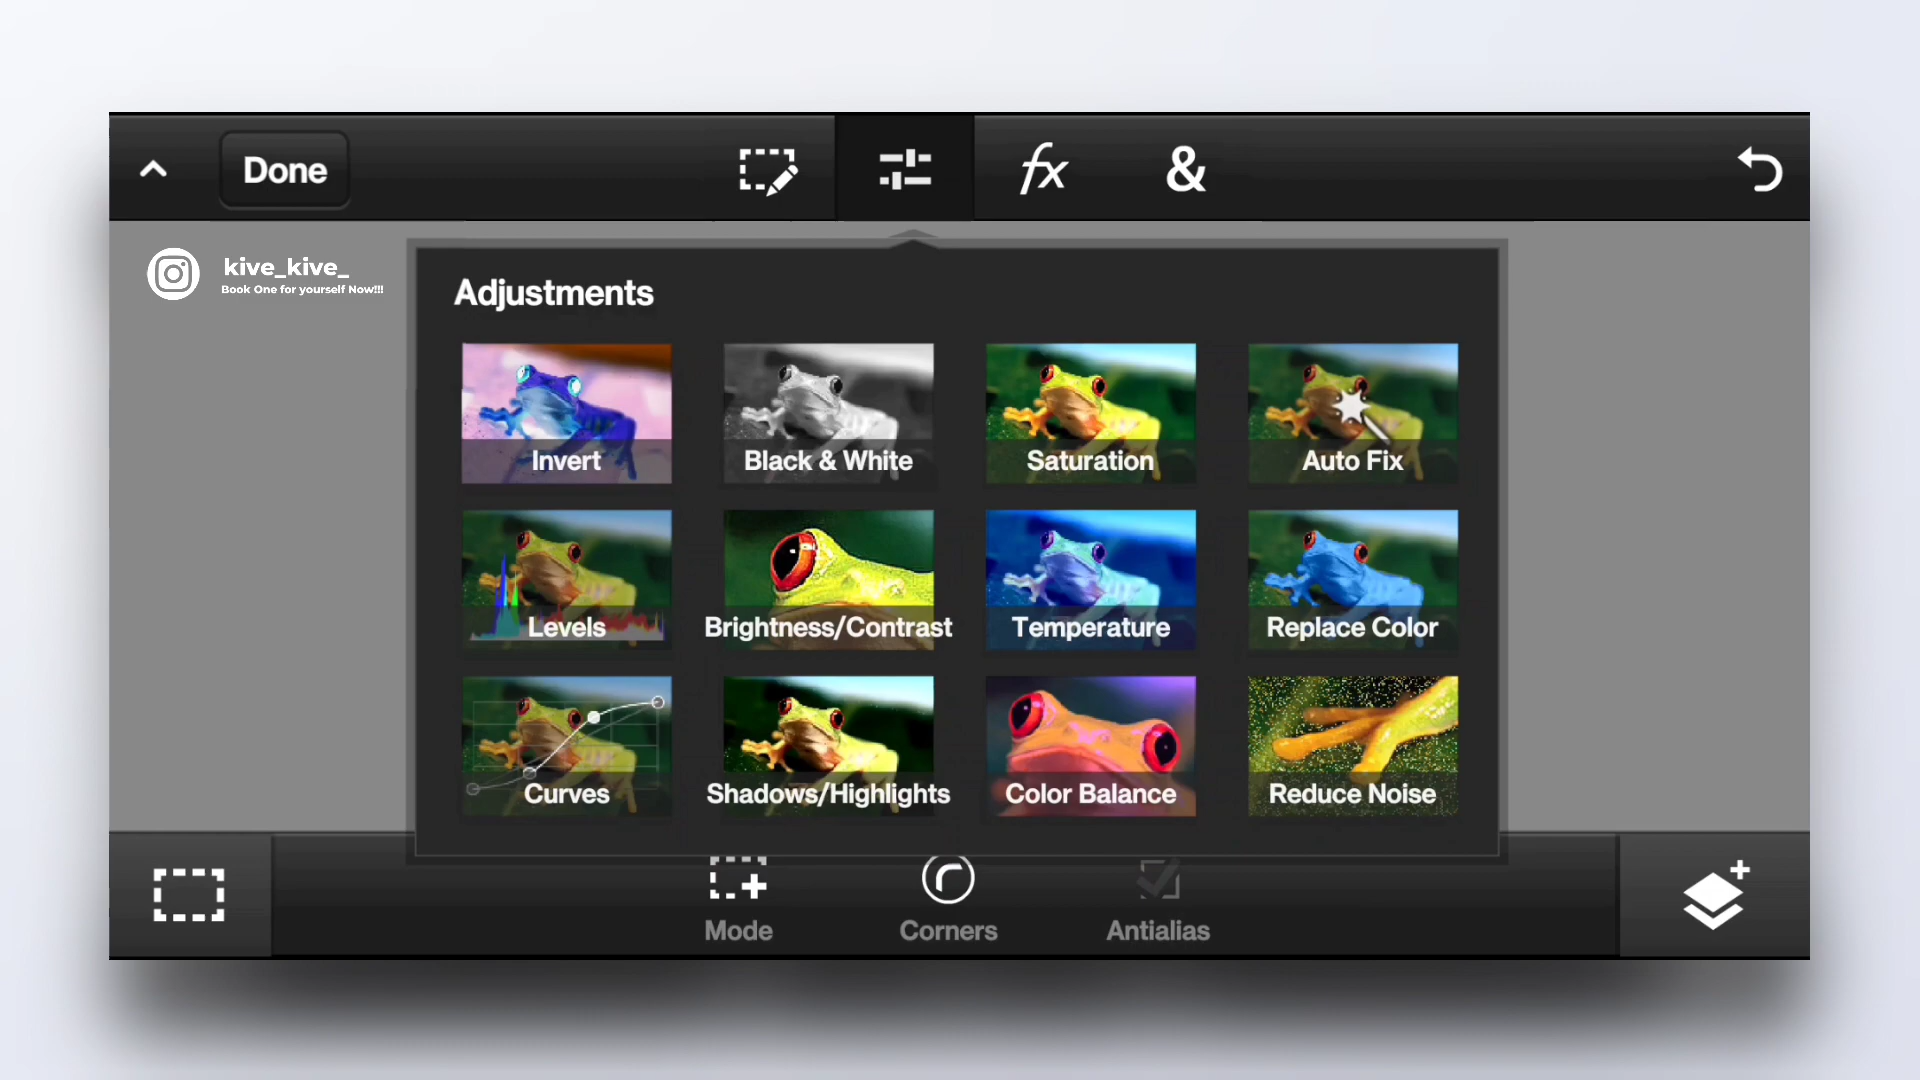 Done
fx
&
kive_kive_
Book One for yourself Now!!!
Adjustments
Invert
Black & White
Saturation
Auto Fix
Levels
Brightness/Contrast
Temperature
Replace Color
Curves
Shadows/Highlights
Color Balance
Reduce Noise
Mode
Corners
Antialias